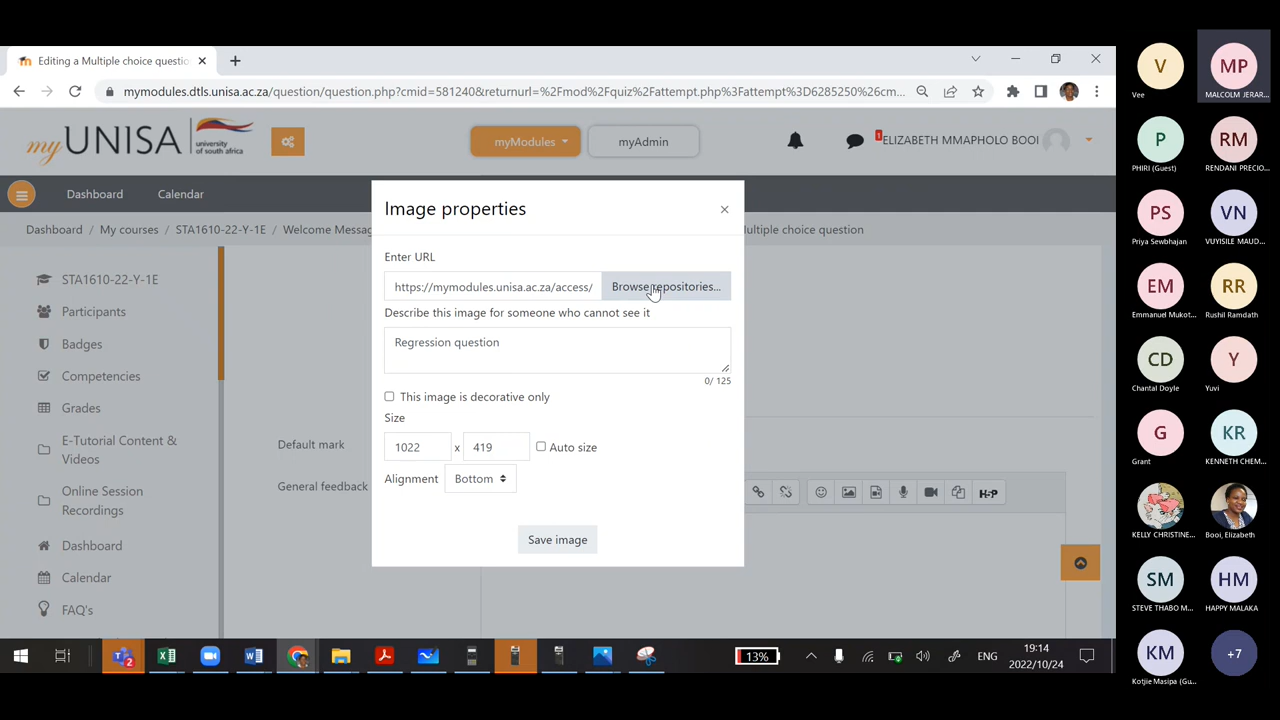 Editing a Multiple choice questio
mymodules.dtls.unisa.ac.za/question/question.php?cmid=581240&returnurl=%2Fmod%2Fquiz%2Fattempt.php%3Fattempt%3D6285250%26cm...
myUNISA university of south africa
myModules
myAdmin
1
ELIZABETH MMAPHOLO BOOI
Dashboard
Calendar
Dashboard / My courses / STA1610-22-Y-1E / Welcome Messag
ultiple choice question
STA1610-22-Y-1E
Participants
Badges
Competencies
Grades
E-Tutorial Content &
Videos
Online Session
Recordings
Dashboard
Calendar
FAQ's
Default mark
General feedback
H-P
Image properties
Enter URL
https://mymodules.unisa.ac.za/access/
Browse repositories...
Describe this image for someone who cannot see it
Regression question
0/ 125
This image is decorative only
Size
1022 x 419 Auto size
Alignment Bottom
Save image
2
13%
ENG
19:14
2022/10/24
V
Vee
MP
MALCOLM JERAR...
P
PHIRI (Guest)
RM
RENDANI PRECIO...
PS
Priya Sewbhajan
VN
VUYISILE MAUD...
EM
Emmanuel Mukot...
RR
Rushil Ramdath
CD
Chantal Doyle
Y
Yuvi
G
Grant
KR
KENNETH CHEM...
KELLY CHRISTINE...
Booi, Elizabeth
SM
STEVE THABO M...
HM
HAPPY MALAKA
KM
Kotjie Masipa (Gu...
+7